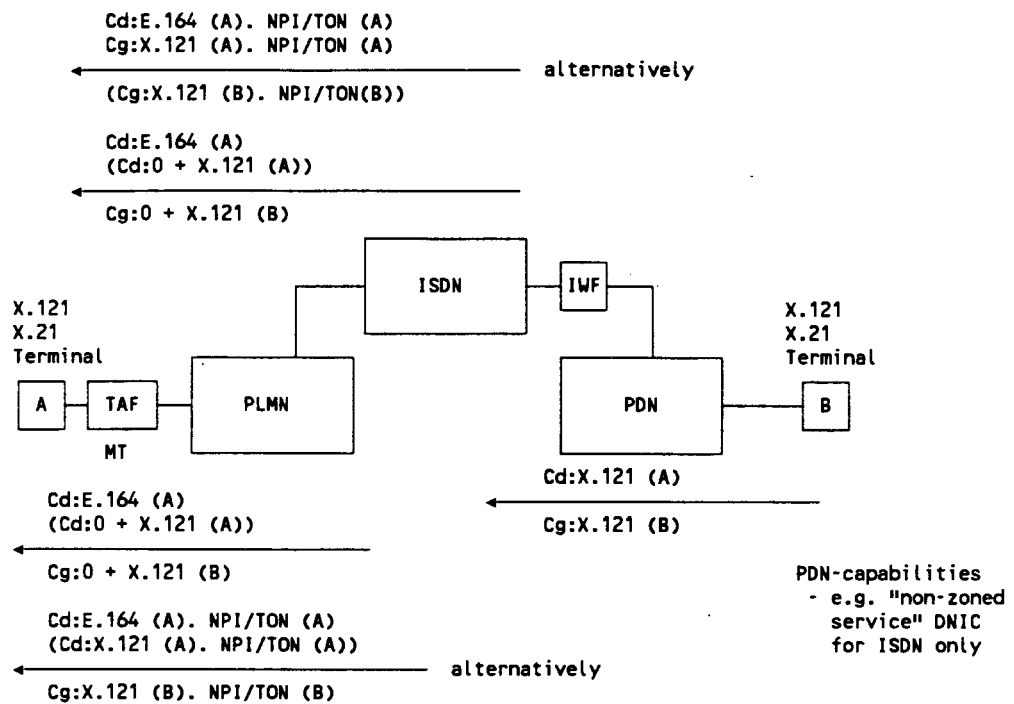 Cd:E.164 (A). NPI/TON (A)
Cg:X.121 (A). NPI/TON (A)
alternatively
(Cg:X.121 (B). NPI/TON(B))
Cd:E.164 (A)
(Cd:0 + X.121 (A))
Cg:0 + X.121 (B)
ISDN
IWF
X.121
X.21
Terminal
X.121
X.21
Terminal
A
TAF
PLMN
PDN
B
MT
Cd:X.121 (A)
Cg:X.121 (B)
Cd:E.164 (A)
(Cd:0 + X.121 (A))
Cg:0 + X.121 (B)
PDN-capabilities
- e.g. "non-zoned
service" DNIC
for ISDN only
Cd:E.164 (A). NPI/TON (A)
(Cd:X.121 (A). NPI/TON (A))
alternatively
Cg:X.121 (B). NPI/TON (B)